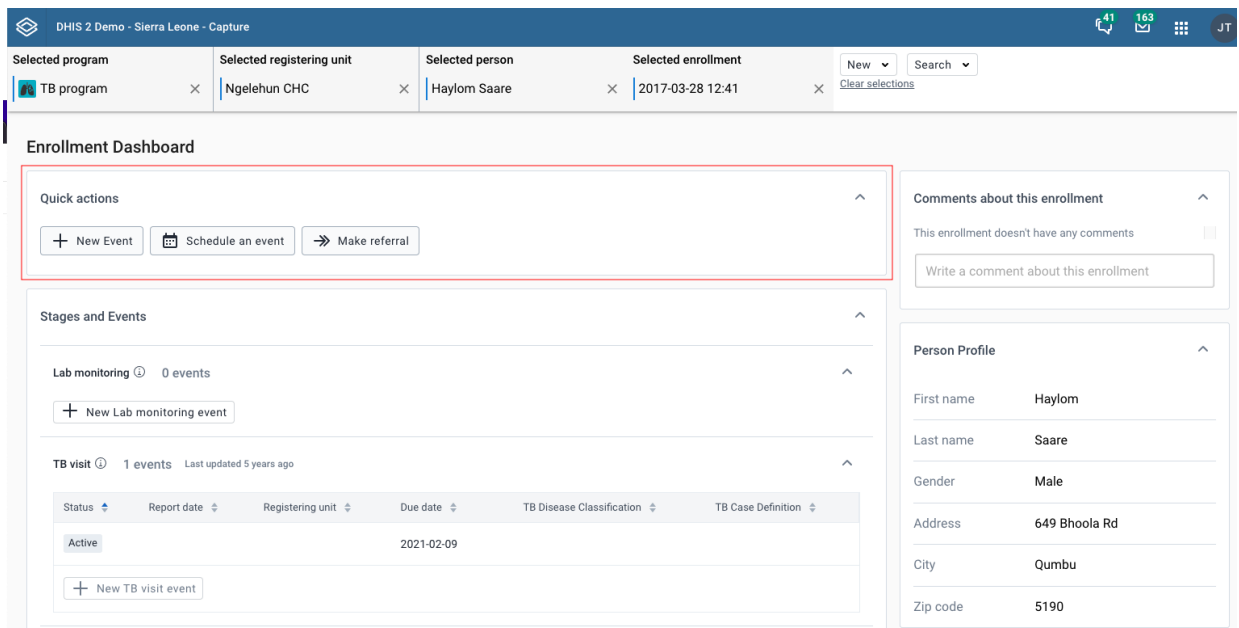 DHIS 2 Demo - Sierra Leone - Capture
41
163
JT
Selected program
TB program
Selected registering unit
Ngelehun CHC
Selected person
Haylom Saare
Selected enrollment
2017-03-28 12:41
New
Search
Clear selections
Enrollment Dashboard
Quick actions
New Event
Schedule an event
Make referral
Stages and Events
Lab monitoring 0 events
New Lab monitoring event
TB visit 1 events Last updated 5 years ago
Status Report date Registering unit Due date TB Disease Classification TB Case Definition
Active 2021-02-09
New TB visit event
Comments about this enrollment
This enrollment doesn't have any comments
Write a comment about this enrollment
Person Profile
First name Haylom
Last name Saare
Gender Male
Address 649 Bhoola Rd
City Qumbu
Zip code 5190